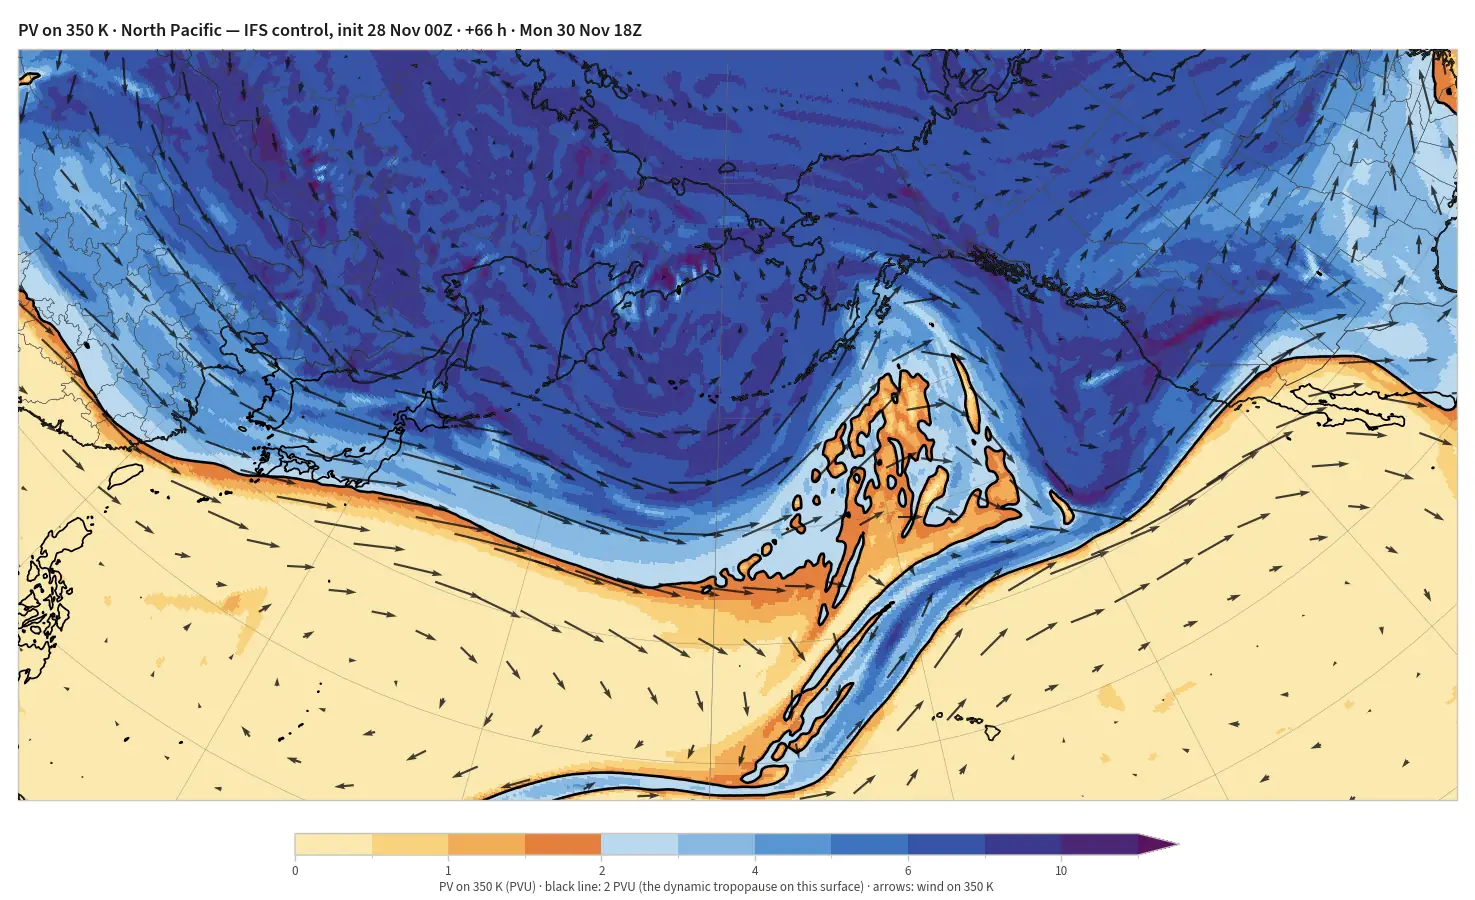 PV on 350 K · North Pacific — IFS control, init 28 Nov 00Z · +66 h · Mon 30 Nov 18Z
0 1 2 4 6 10
PV on 350 K (PVU) · black line: 2 PVU (the dynamic tropopause on this surface) · arrows: wind on 350 K